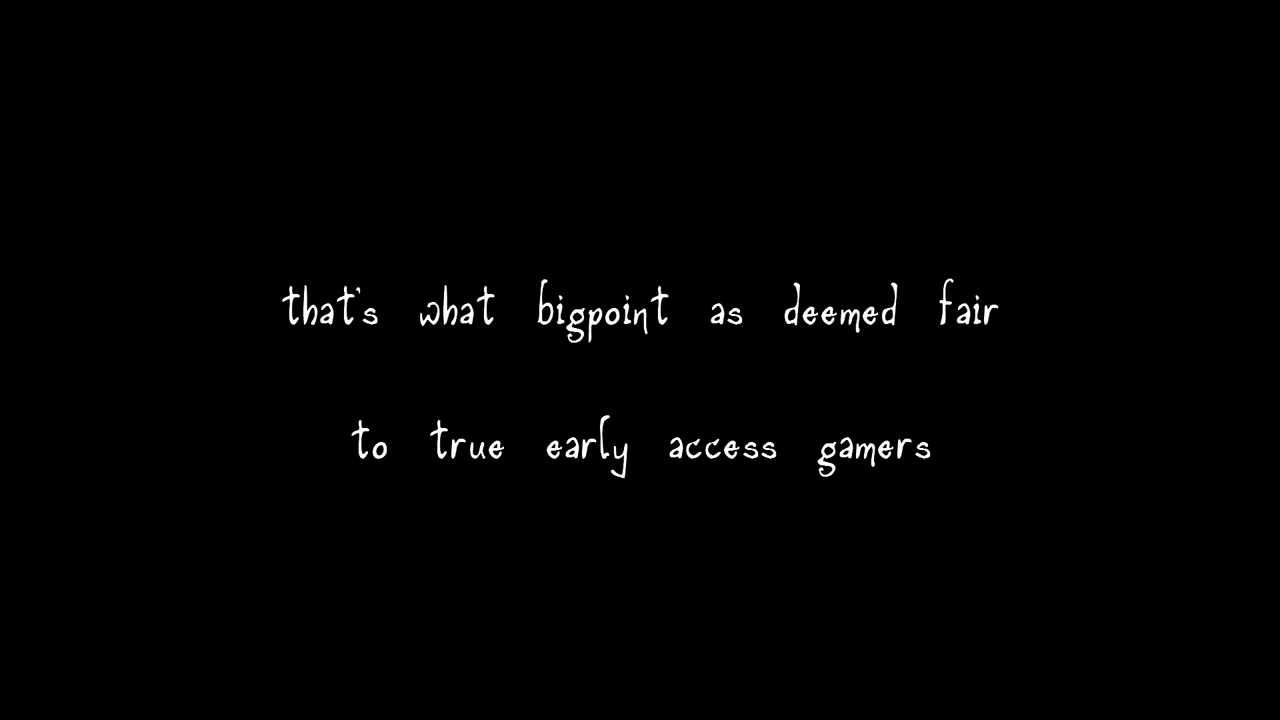 that's what bigpoint as deemed fair
to true early access gamers